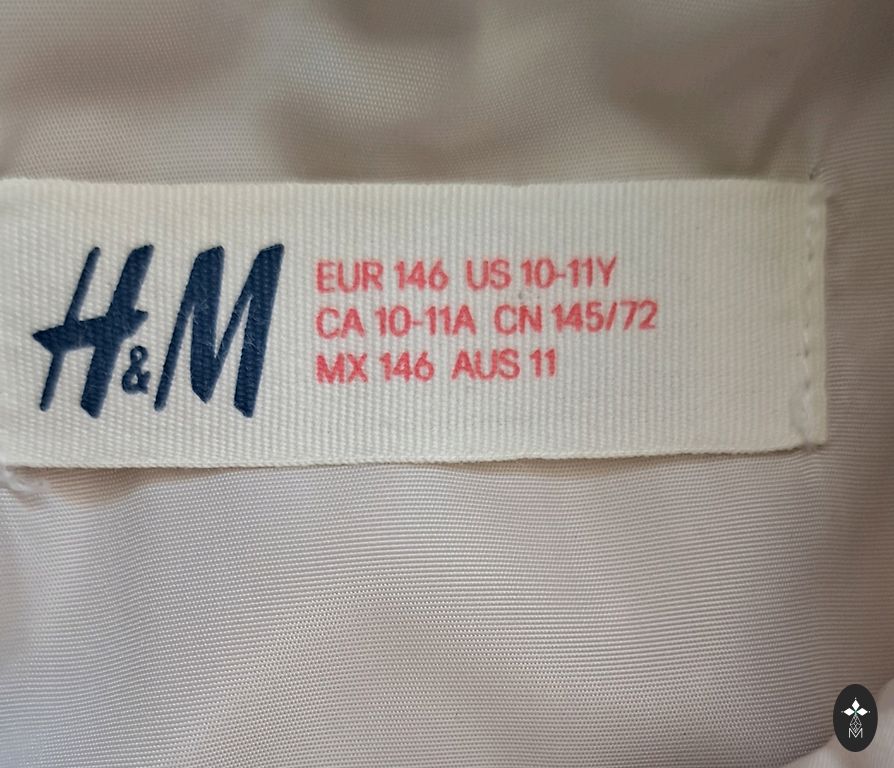 H&M
EUR 146 US 10-11Y
CA 10-11A CN 145/72
MX 146 AUS 11
M